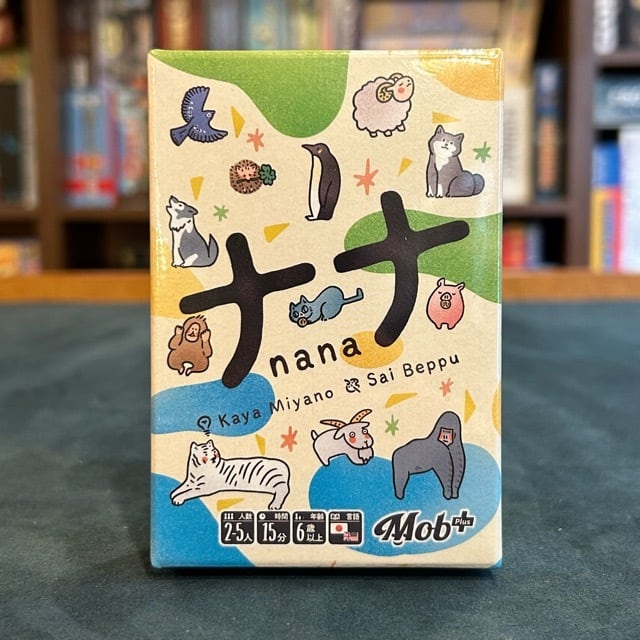 ナナ
nana
Kaya Miyano
Sai Beppu
人数
2-5人
時間
15分
年齢
6歳以上
言語
Mob+
Plus